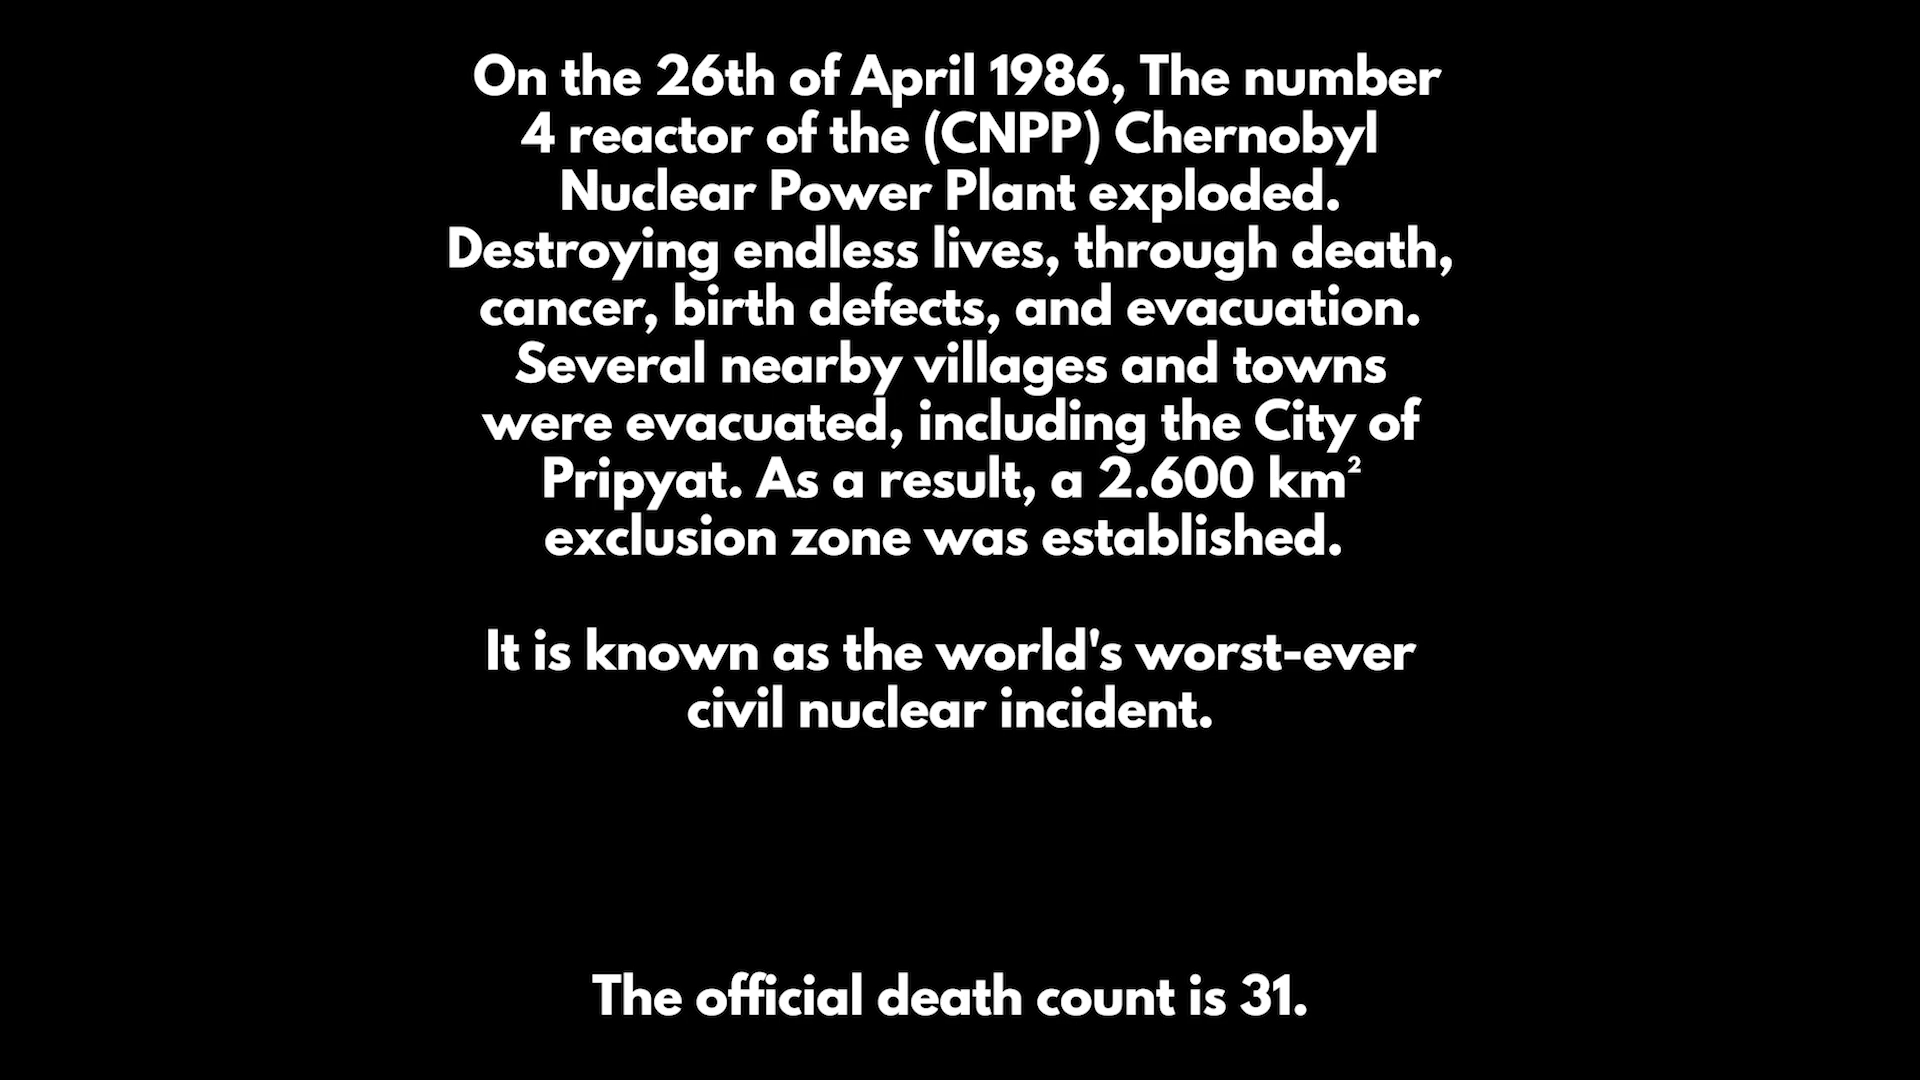 On the 26th of April 1986, The number
4 reactor of the (CNPP) Chernobyl
Nuclear Power Plant exploded.
Destroying endless lives, through death,
cancer, birth defects, and evacuation.
Several nearby villages and towns
were evacuated, including the City of
Pripyat. As a result, a 2.600 km²
exclusion zone was established.
It is known as the world's worst-ever
civil nuclear incident.
The official death count is 31.